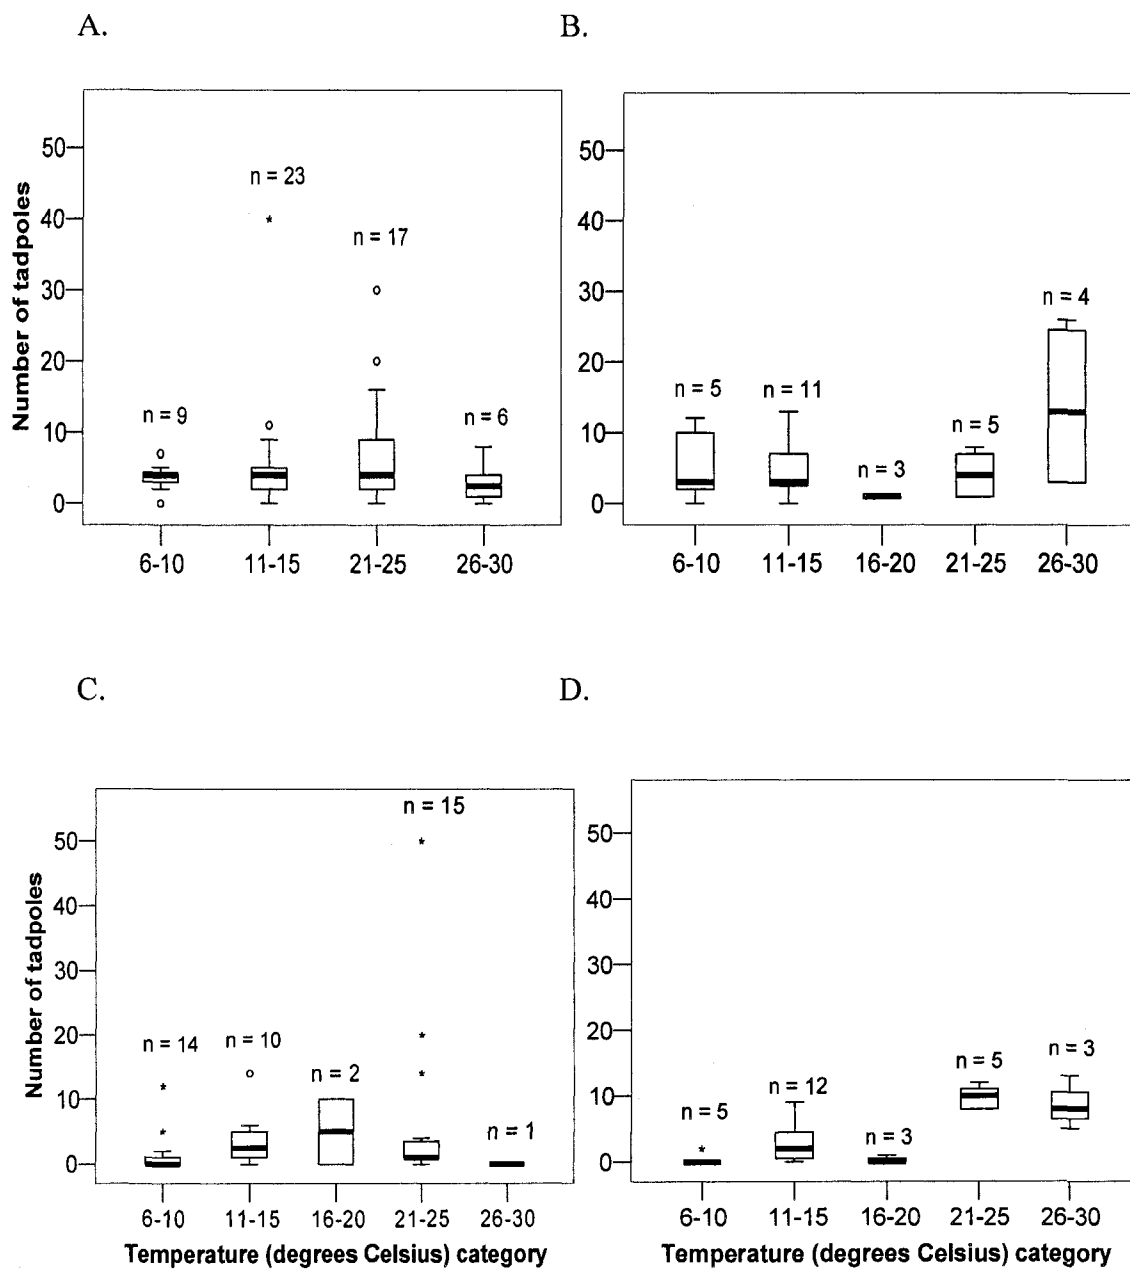 A.
B.
Number of tadpoles
50
40
30
20
10
0
n = 9
n = 23
n = 17
n = 6
6-10
11-15
21-25
26-30
50
40
30
20
10
0
n = 5
n = 11
n = 3
n = 5
n = 4
6-10
11-15
16-20
21-25
26-30
C.
D.
Number of tadpoles
50
40
30
20
10
0
n = 14
n = 10
n = 2
n = 15
n = 1
6-10
11-15
16-20
21-25
26-30
Temperature (degrees Celsius) category
50
40
30
20
10
0
n = 5
n = 12
n = 3
n = 5
n = 3
6-10
11-15
16-20
21-25
26-30
Temperature (degrees Celsius) category